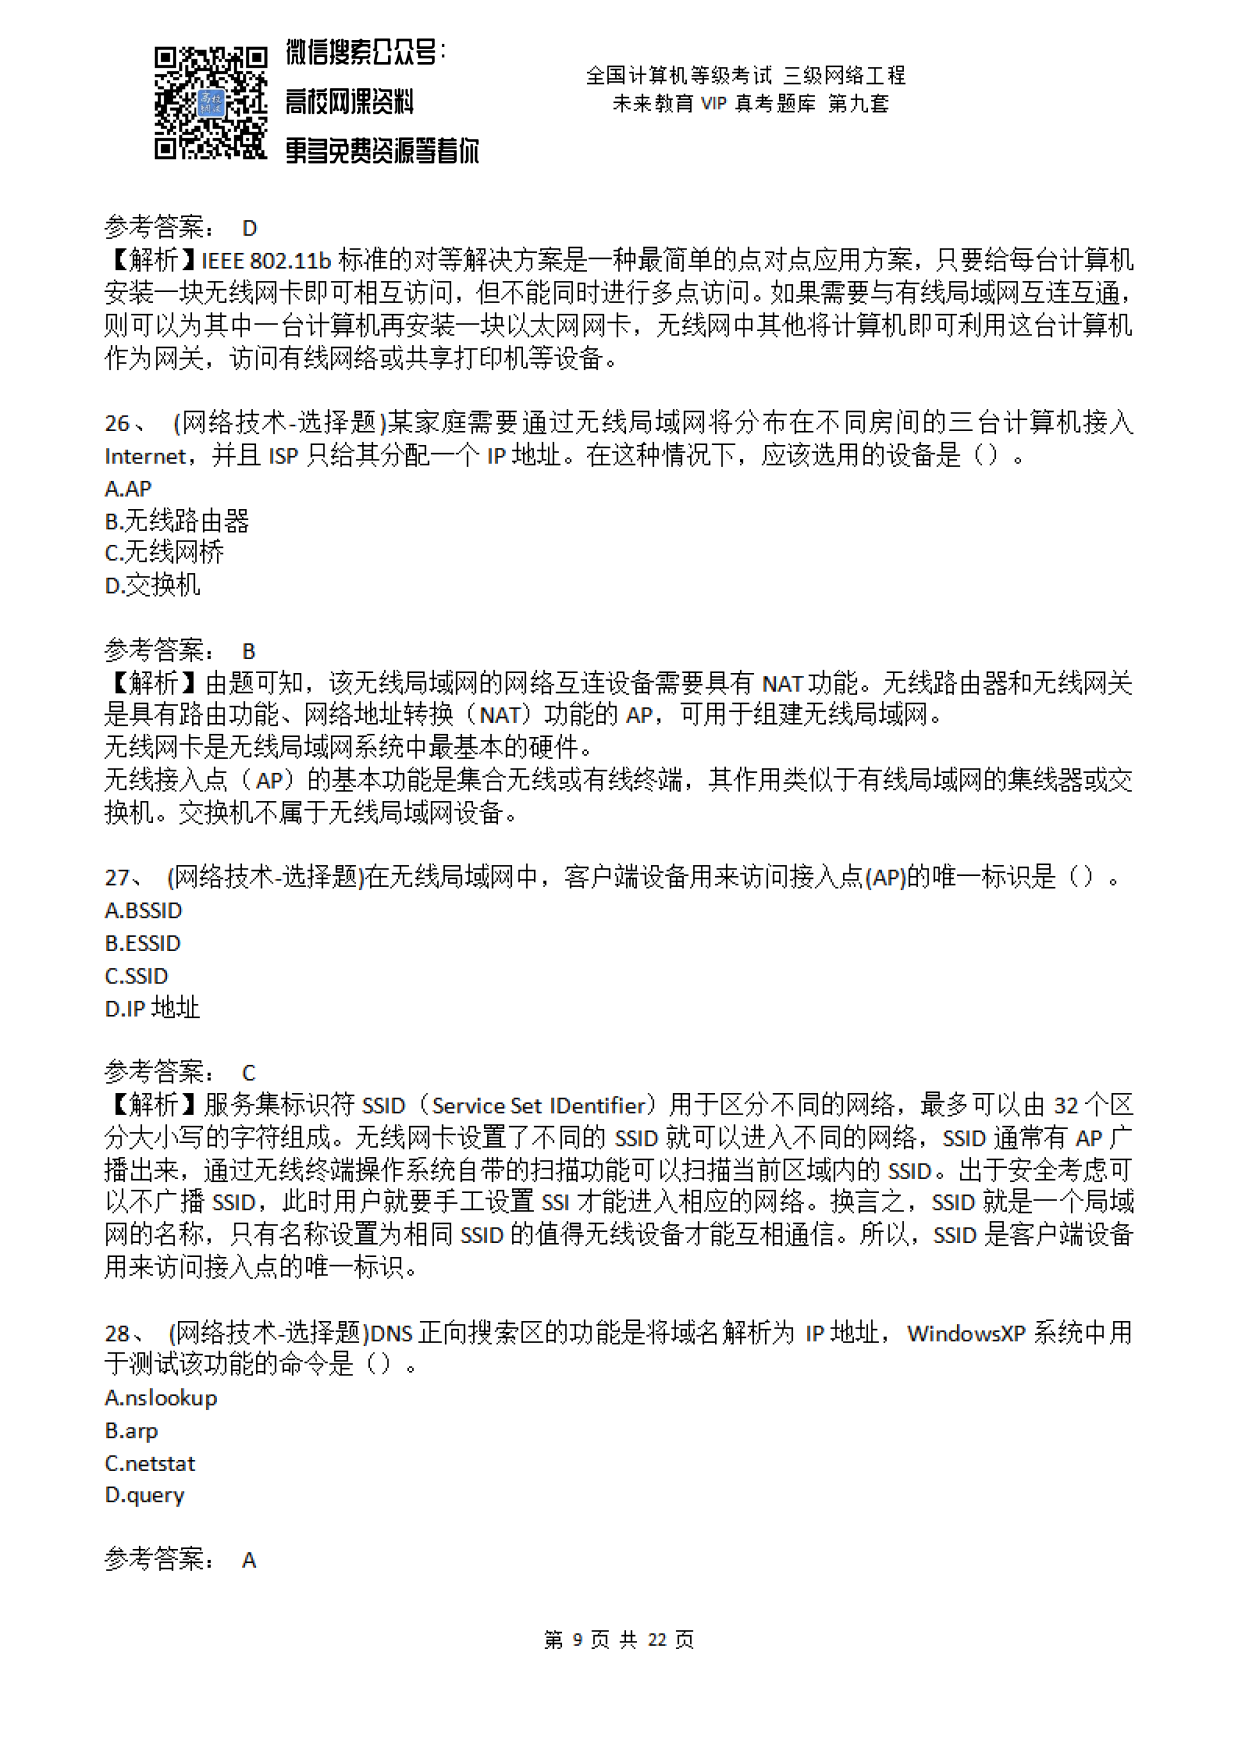 微信搜索公众号：
高校网课资料
更多免费资源等着你
全国计算机等级考试 三级网络工程
未来教育 VIP 真考题库 第九套
参考答案： D
【解析】IEEE 802.11b 标准的对等解决方案是一种最简单的点对点应用方案，只要给每台计算机
安装一块无线网卡即可相互访问，但不能同时进行多点访问。如果需要与有线局域网互连互通，
则可以为其中一台计算机再安装一块以太网网卡，无线网中其他将计算机即可利用这台计算机
作为网关，访问有线网络或共享打印机等设备。
26、 (网络技术-选择题)某家庭需要通过无线局域网将分布在不同房间的三台计算机接入
Internet，并且 ISP 只给其分配一个 IP 地址。在这种情况下，应该选用的设备是（）。
A.AP
B.无线路由器
C.无线网桥
D.交换机
参考答案： B
【解析】由题可知，该无线局域网的网络互连设备需要具有 NAT 功能。无线路由器和无线网关
是具有路由功能、网络地址转换（NAT）功能的 AP，可用于组建无线局域网。
无线网卡是无线局域网系统中最基本的硬件。
无线接入点（AP）的基本功能是集合无线或有线终端，其作用类似于有线局域网的集线器或交
换机。交换机不属于无线局域网设备。
27、 (网络技术-选择题)在无线局域网中，客户端设备用来访问接入点(AP)的唯一标识是（）。
A.BSSID
B.ESSID
C.SSID
D.IP 地址
参考答案： C
【解析】服务集标识符 SSID（Service Set IDentifier）用于区分不同的网络，最多可以由 32 个区
分大小写的字符组成。无线网卡设置了不同的 SSID 就可以进入不同的网络，SSID 通常有 AP 广
播出来，通过无线终端操作系统自带的扫描功能可以扫描当前区域内的 SSID。出于安全考虑可
以不广播 SSID，此时用户就要手工设置 SSI 才能进入相应的网络。换言之，SSID 就是一个局域
网的名称，只有名称设置为相同 SSID 的值得无线设备才能互相通信。所以，SSID 是客户端设备
用来访问接入点的唯一标识。
28、 (网络技术-选择题)DNS 正向搜索区的功能是将域名解析为 IP 地址，WindowsXP 系统中用
于测试该功能的命令是（）。
A.nslookup
B.arp
C.netstat
D.query
参考答案： A
第 9 页 共 22 页